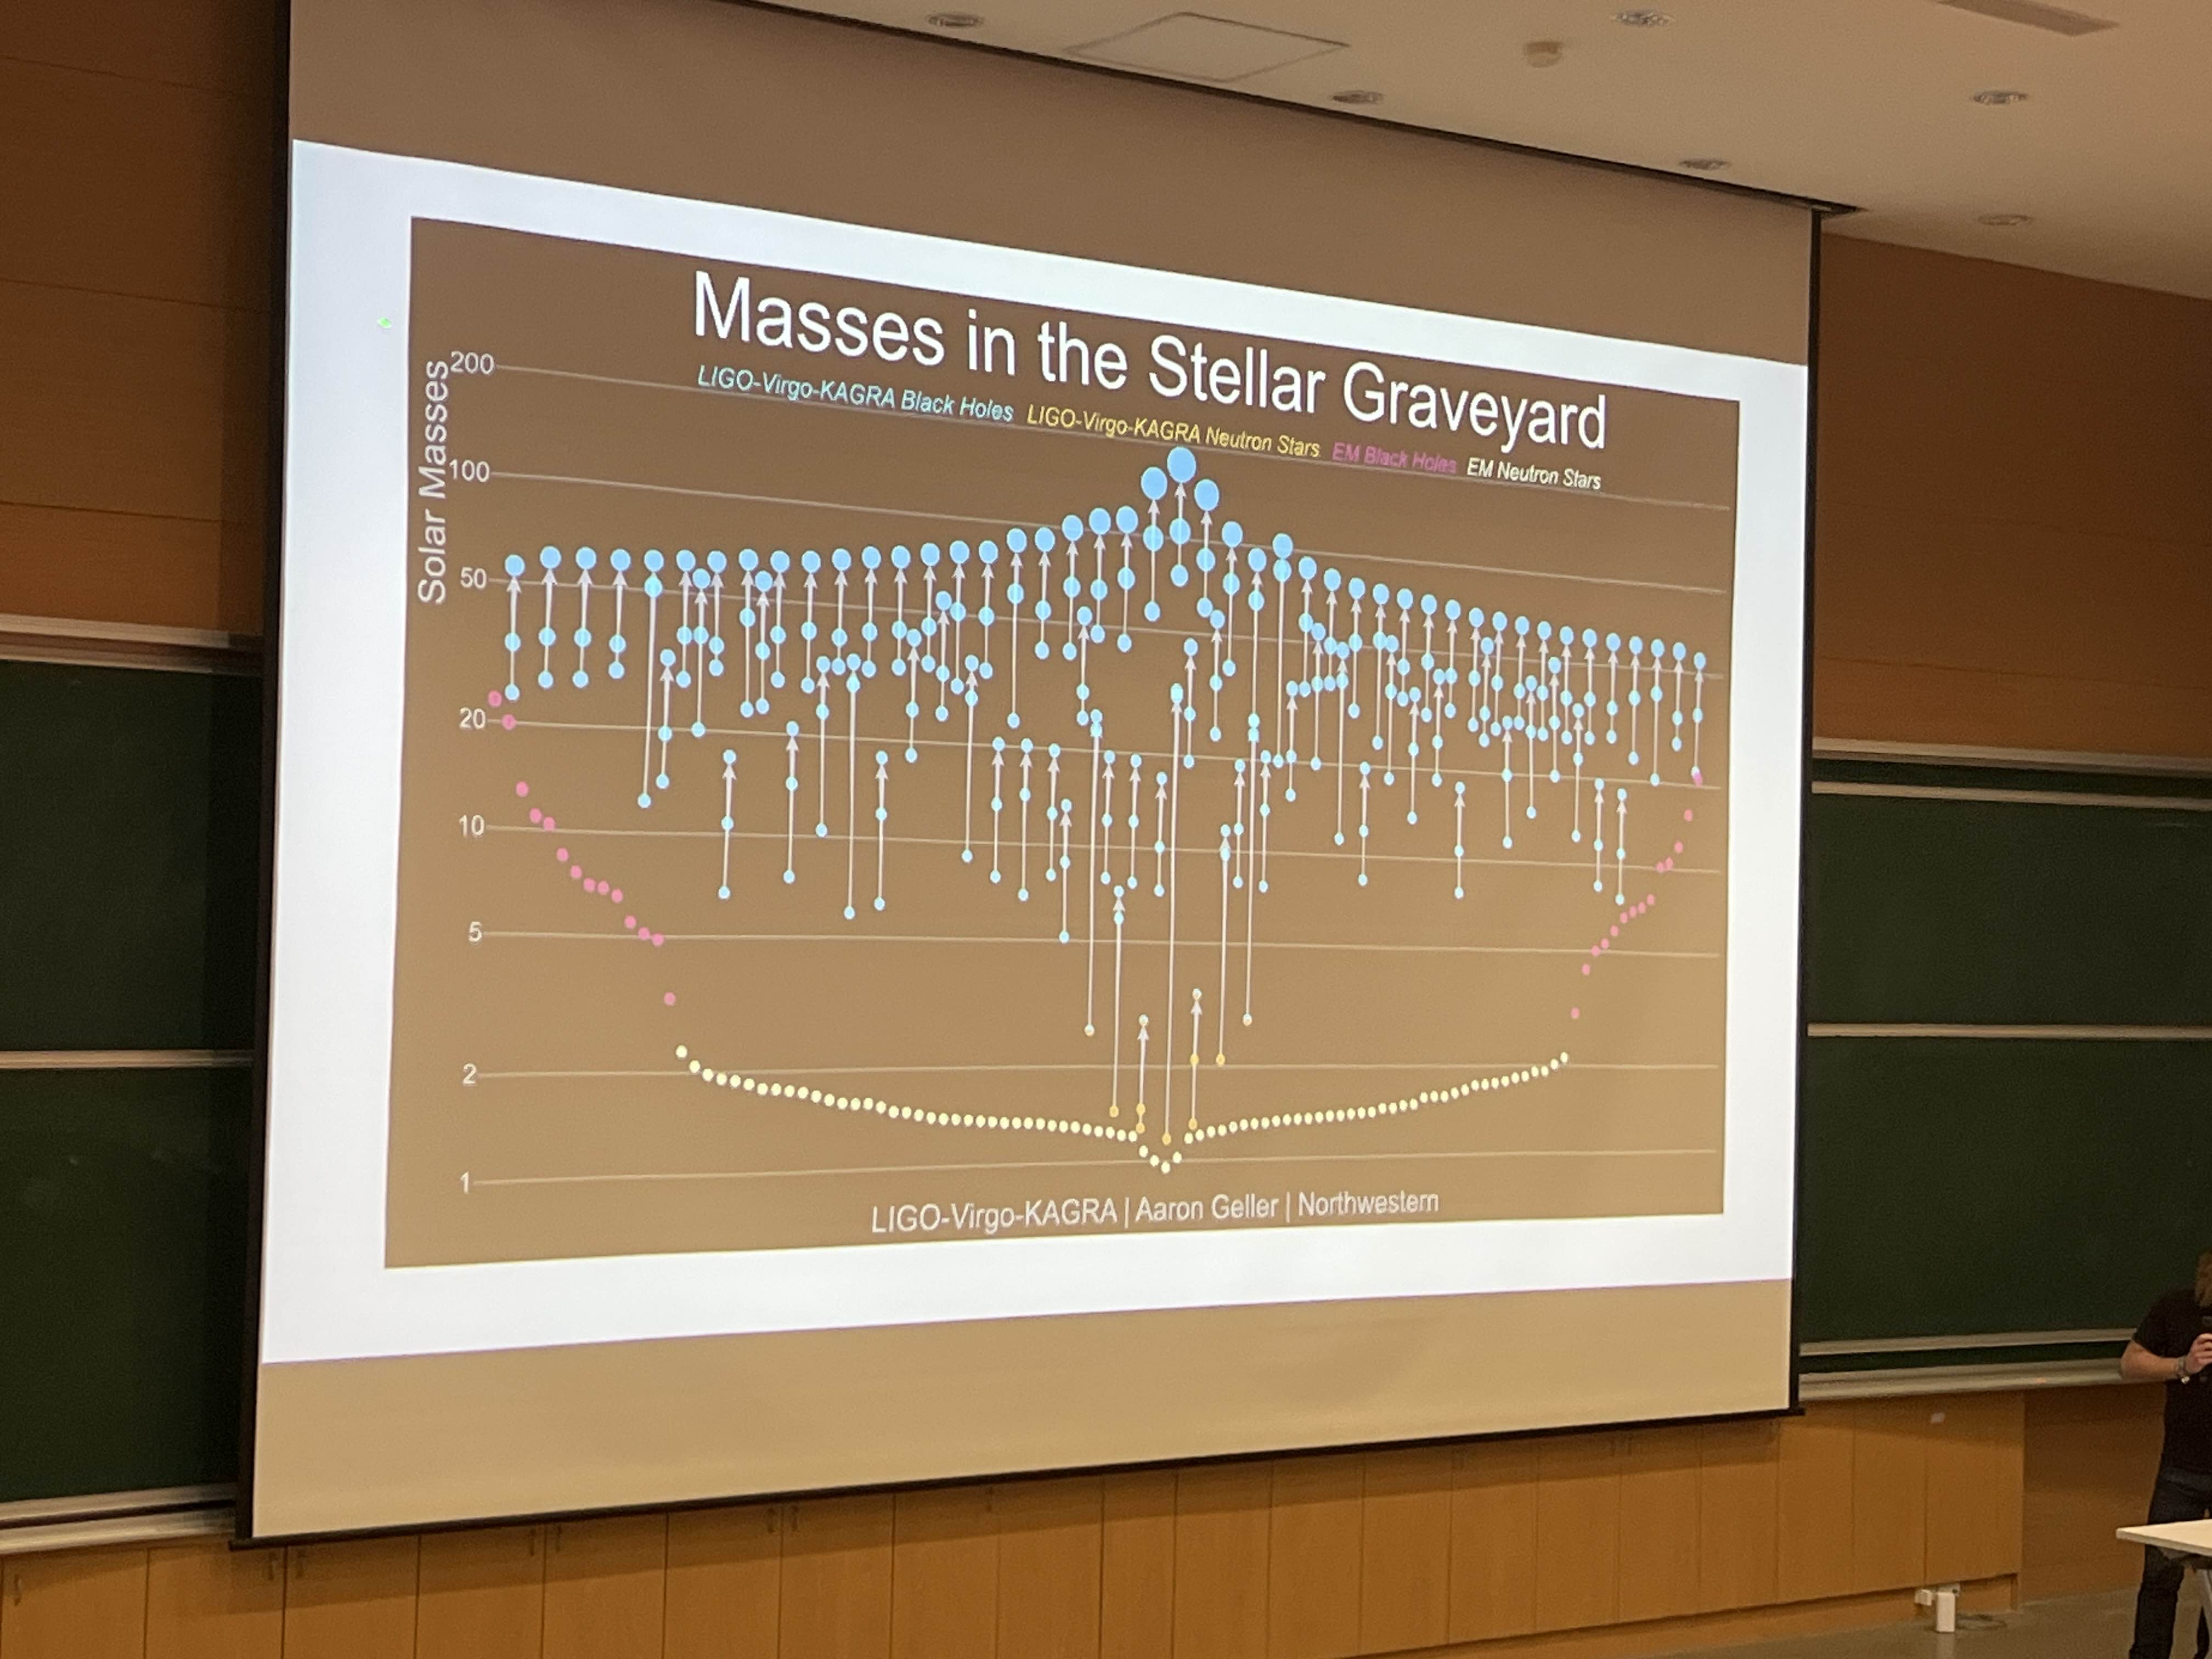 Masses in the Stellar Graveyard
LIGO-Virgo-KAGRA Black Holes LIGO-Virgo-KAGRA Neutron Stars EM Black Holes EM Neutron Stars
Solar Masses
200
100
50
20
10
5
2
1
LIGO-Virgo-KAGRA | Aaron Geller | Northwestern